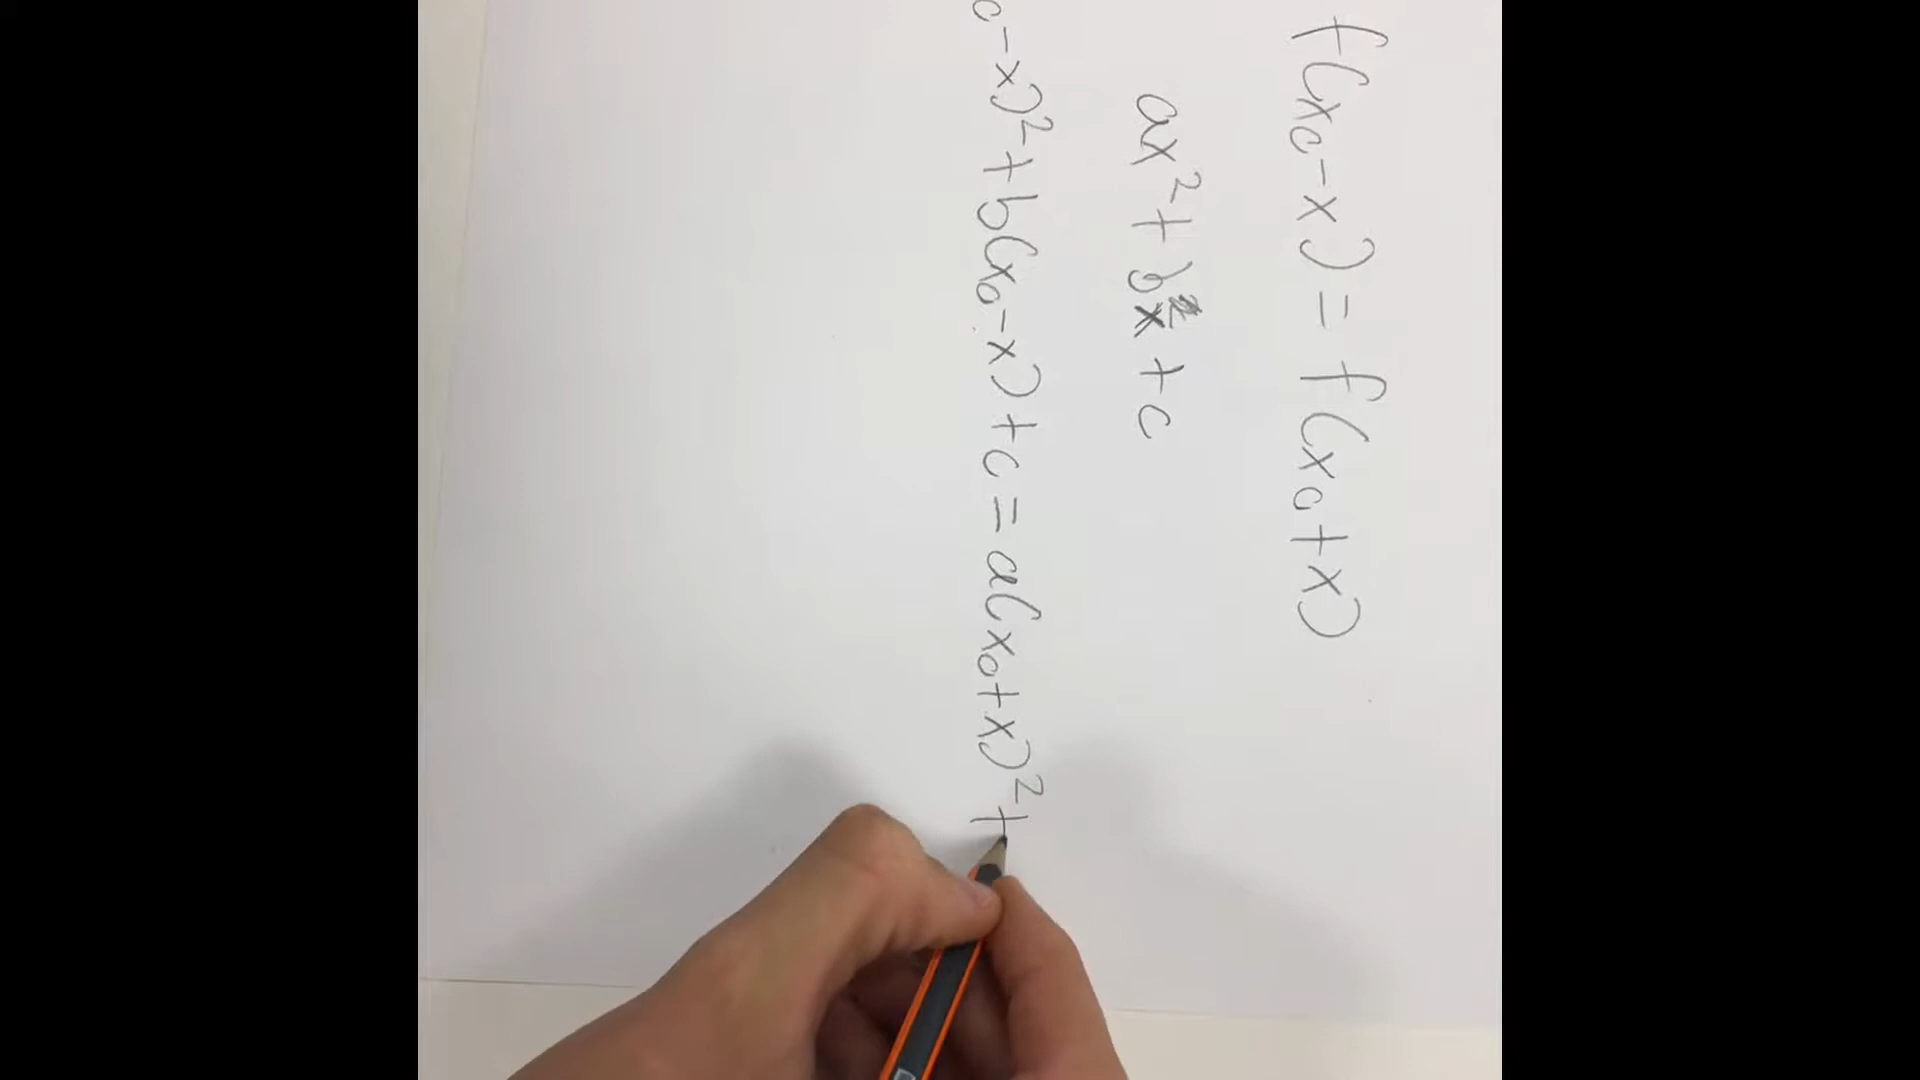 f(x₀-x) = f(x₀+x)
ax² + bx + c
₀-x)² + b(x₀-x) + c = a(x₀+x)² +